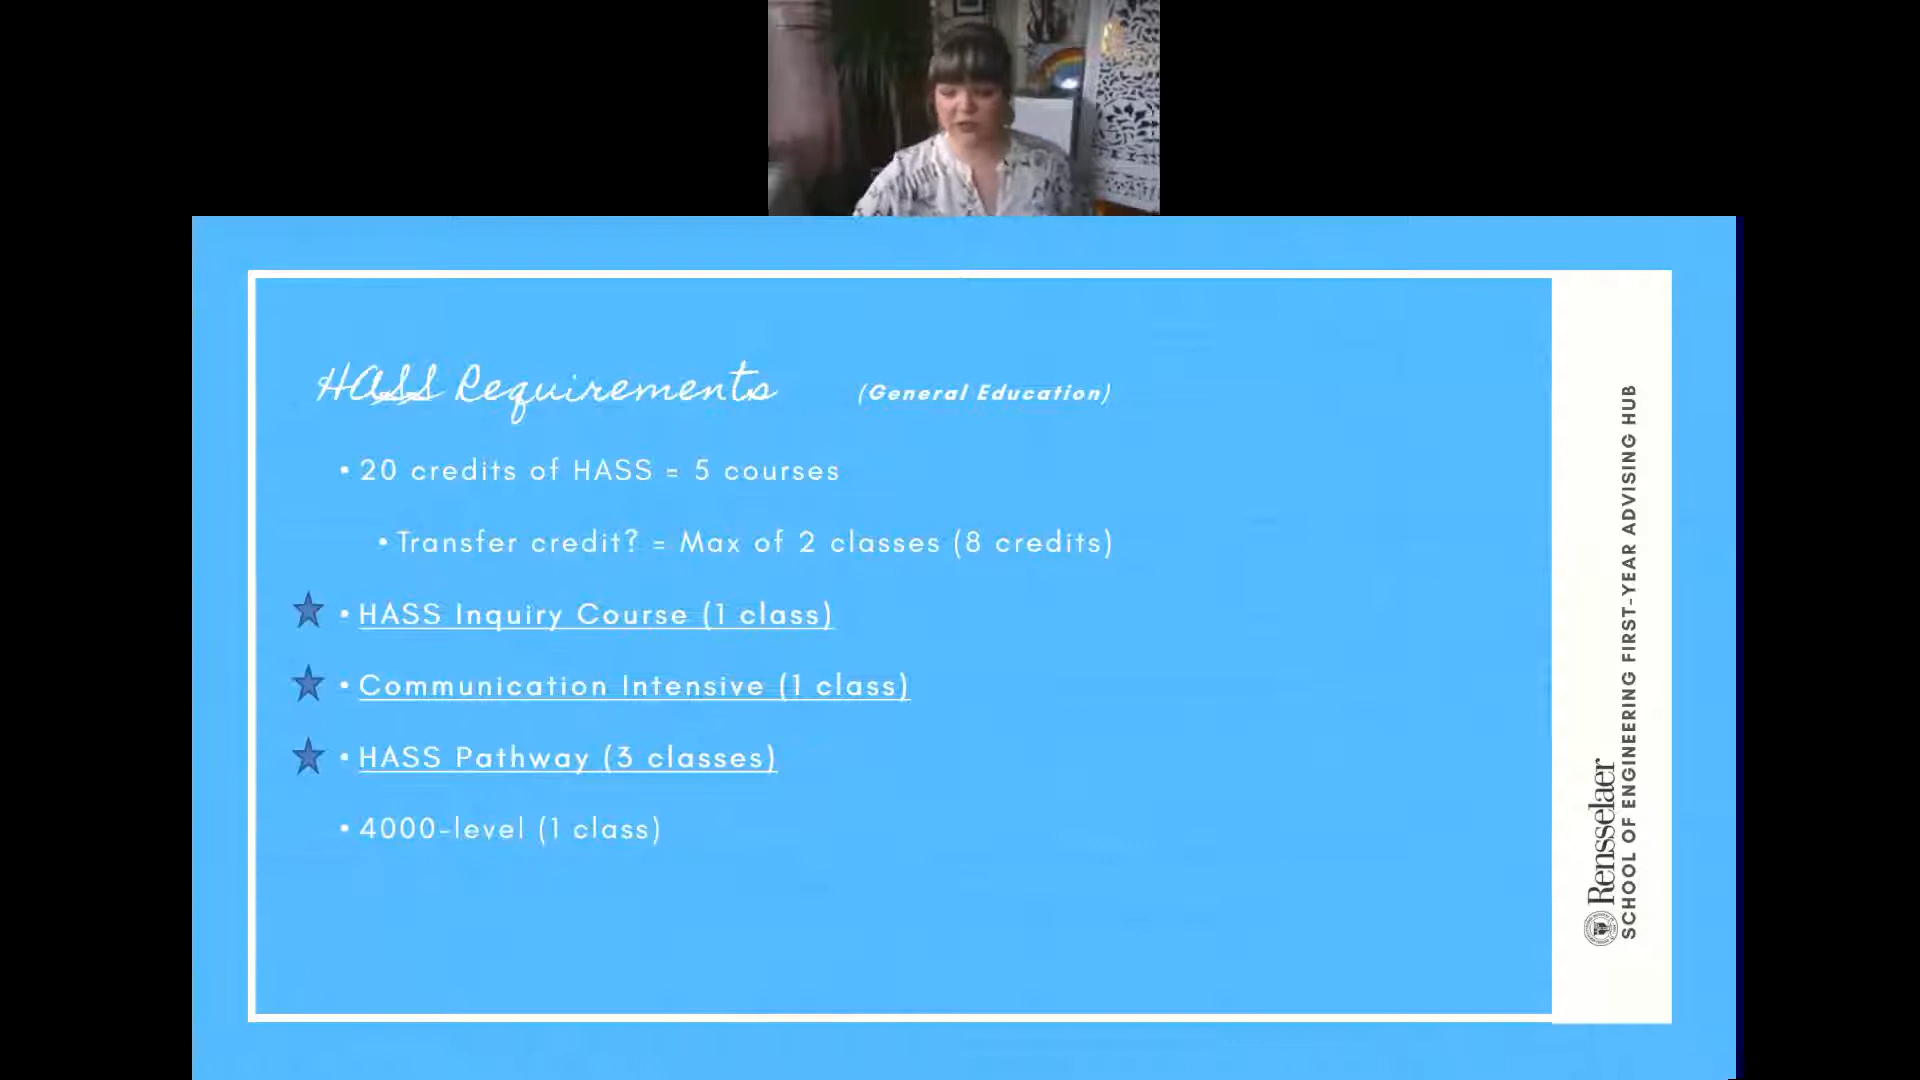 HASS Requirements (General Education)
• 20 credits of HASS = 5 courses
• Transfer credit? = Max of 2 classes (8 credits)
• HASS Inquiry Course (1 class)
• Communication Intensive (1 class)
• HASS Pathway (3 classes)
• 4000-level (1 class)
Rensselaer
SCHOOL OF ENGINEERING FIRST-YEAR ADVISING HUB